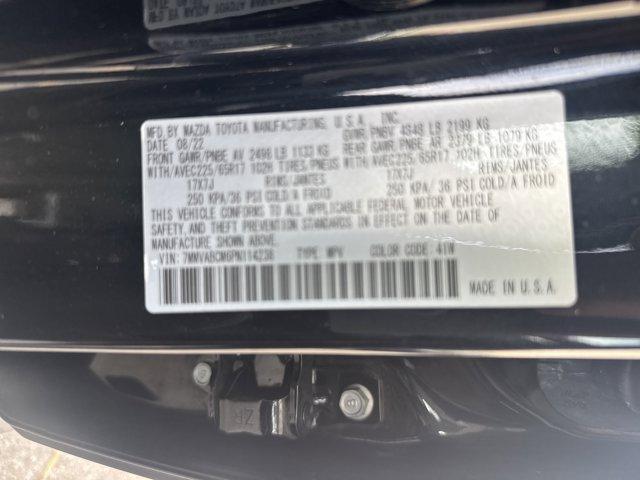 MFD.BY MAZDA TOYOTA MANUFACTURING, U.S.A., INC.
DATE 08/22 GVWR/PNBV 4848 LB 2199 KG
FRONT GAWR/PNBE AV 2498 LB 1133 KG REAR GAWR/PNBE AR 2379 LB 1079 KG
WITH/AVEC225/65R17 102H TIRES/PNEUS WITH/AVEC225/65R17 102H TIRES/PNEUS
17X7J RIMS/JANTES 17X7J RIMS/JANTES
250 KPA/36 PSI COLD/A FROID 250 KPA/36 PSI COLD/A FROID
THIS VEHICLE CONFORMS TO ALL APPLICABLE FEDERAL MOTOR VEHICLE
SAFETY, AND THEFT PREVENTION STANDARDS IN EFFECT ON THE DATE OF
MANUFACTURE SHOWN ABOVE.
VIN: 7MMVABCM6PN114236 TYPE: MPV COLOR CODE: 41W
MADE IN U.S.A.
ZR